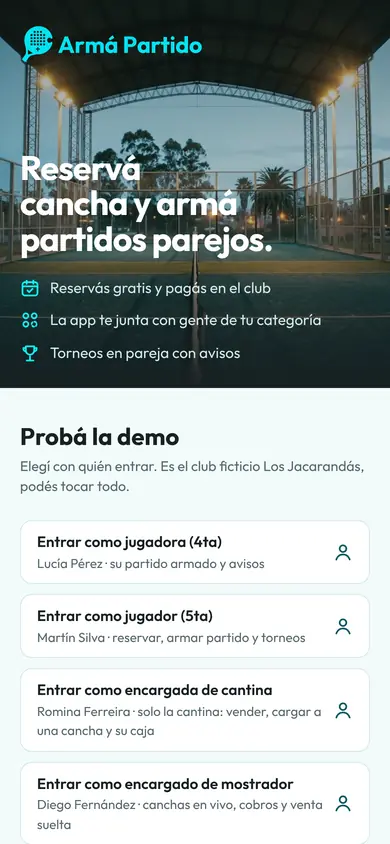 Armá Partido
Reservá
cancha y armá
partidos parejos.
Reservás gratis y pagás en el club
La app te junta con gente de tu categoría
Torneos en pareja con avisos
Probá la demo
Elegí con quién entrar. Es el club ficticio Los Jacarandás,
podés tocar todo.
Entrar como jugadora (4ta)
Lucía Pérez · su partido armado y avisos
Entrar como jugador (5ta)
Martín Silva · reservar, armar partido y torneos
Entrar como encargada de cantina
Romina Ferreira · solo la cantina: vender, cargar a
una cancha y su caja
Entrar como encargado de mostrador
Diego Fernández · canchas en vivo, cobros y venta
suelta